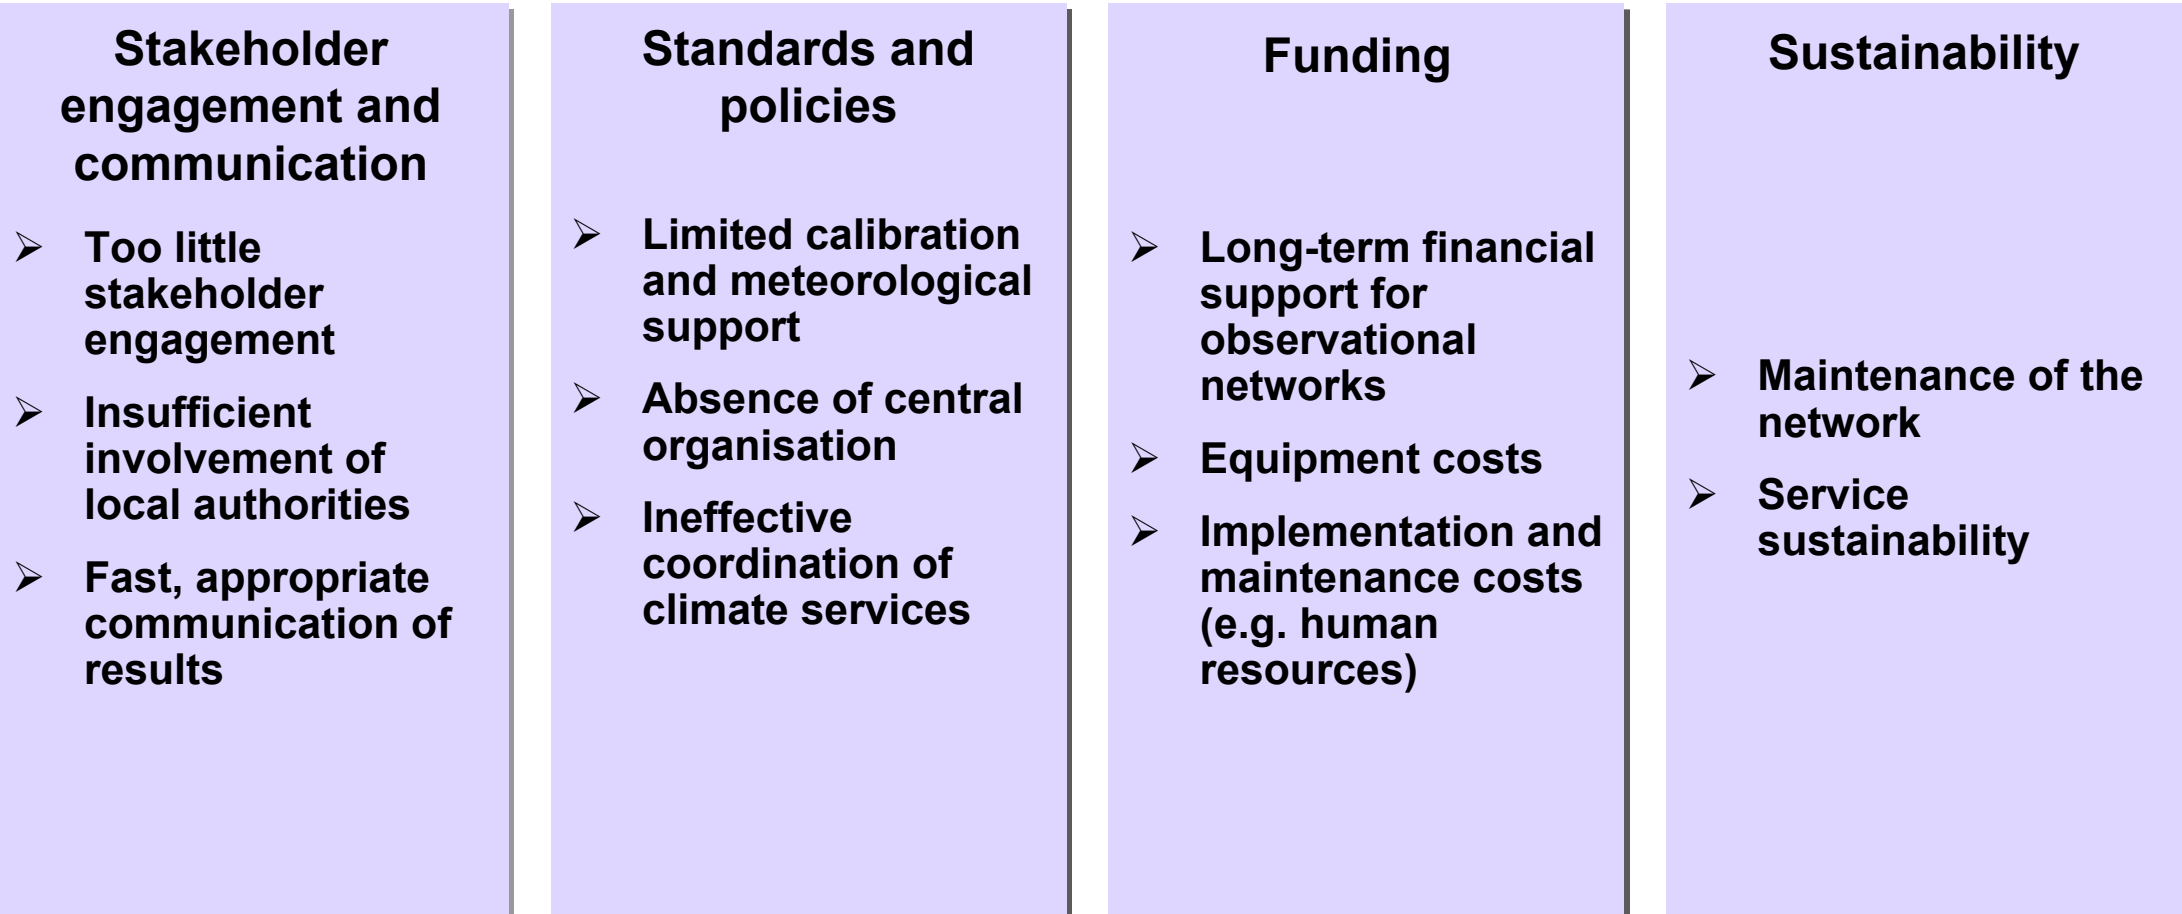 Stakeholder
engagement and
communication
➢ Too little
stakeholder
engagement
➢ Insufficient
involvement of
local authorities
➢ Fast, appropriate
communication of
results
Standards and
policies
➢ Limited calibration
and meteorological
support
➢ Absence of central
organisation
➢ Ineffective
coordination of
climate services
Funding
➢ Long-term financial
support for
observational
networks
➢ Equipment costs
➢ Implementation and
maintenance costs
(e.g. human
resources)
Sustainability
➢ Maintenance of the
network
➢ Service
sustainability